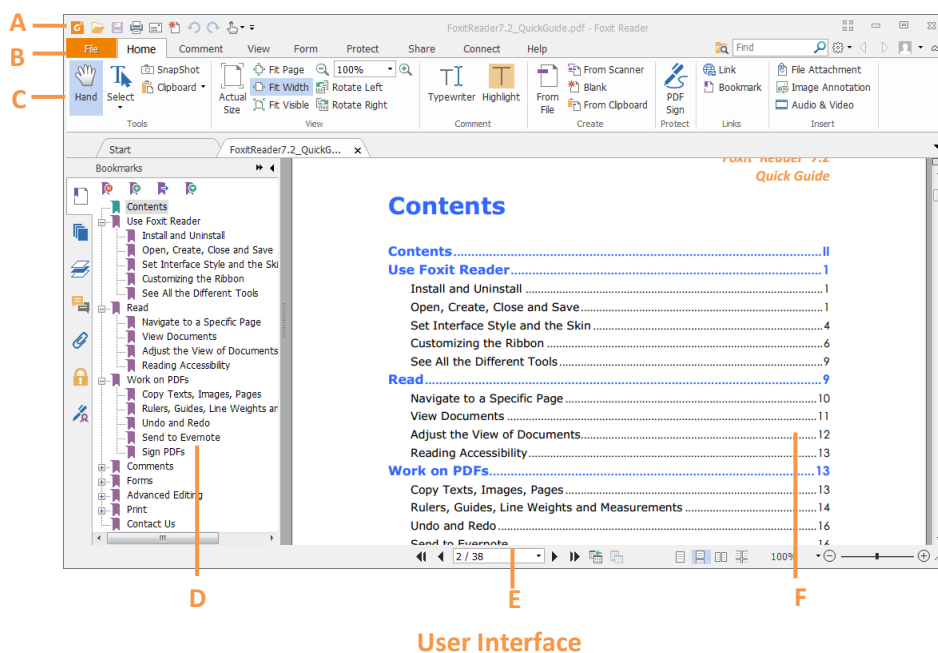 A
FoxitReader7.2_QuickGuide.pdf - Foxit Reader
B
File Home Comment View Form Protect Share Connect Help Find
C
Hand
Select
SnapShot
Clipboard
Tools
Actual
Size
Fit Page
Fit Width
Fit Visible
100%
Rotate Left
Rotate Right
View
Typewriter Highlight
Comment
From
File
From Scanner
Blank
From Clipboard
Create
PDF
Sign
Protect
Link
Bookmark
Links
File Attachment
Image Annotation
Audio & Video
Insert
Start FoxitReader7.2_QuickG... x
Bookmarks
Contents
Use Foxit Reader
Install and Uninstall
Open, Create, Close and Save
Set Interface Style and the Ski
Customizing the Ribbon
See All the Different Tools
Read
Navigate to a Specific Page
View Documents
Adjust the View of Documents
Reading Accessibility
Work on PDFs
Copy Texts, Images, Pages
Rulers, Guides, Line Weights ar
Undo and Redo
Send to Evernote
Sign PDFs
Comments
Forms
Advanced Editing
Print
Contact Us
Foxit Reader 7.2
Quick Guide
Contents
Contents II
Use Foxit Reader 1
Install and Uninstall 1
Open, Create, Close and Save 1
Set Interface Style and the Skin 4
Customizing the Ribbon 6
See All the Different Tools 9
Read 9
Navigate to a Specific Page 10
View Documents 11
Adjust the View of Documents 12
Reading Accessibility 13
Work on PDFs 13
Copy Texts, Images, Pages 13
Rulers, Guides, Line Weights and Measurements 14
Undo and Redo 16
Send to Evernote 16
2 / 38
100%
D
E
F
User Interface